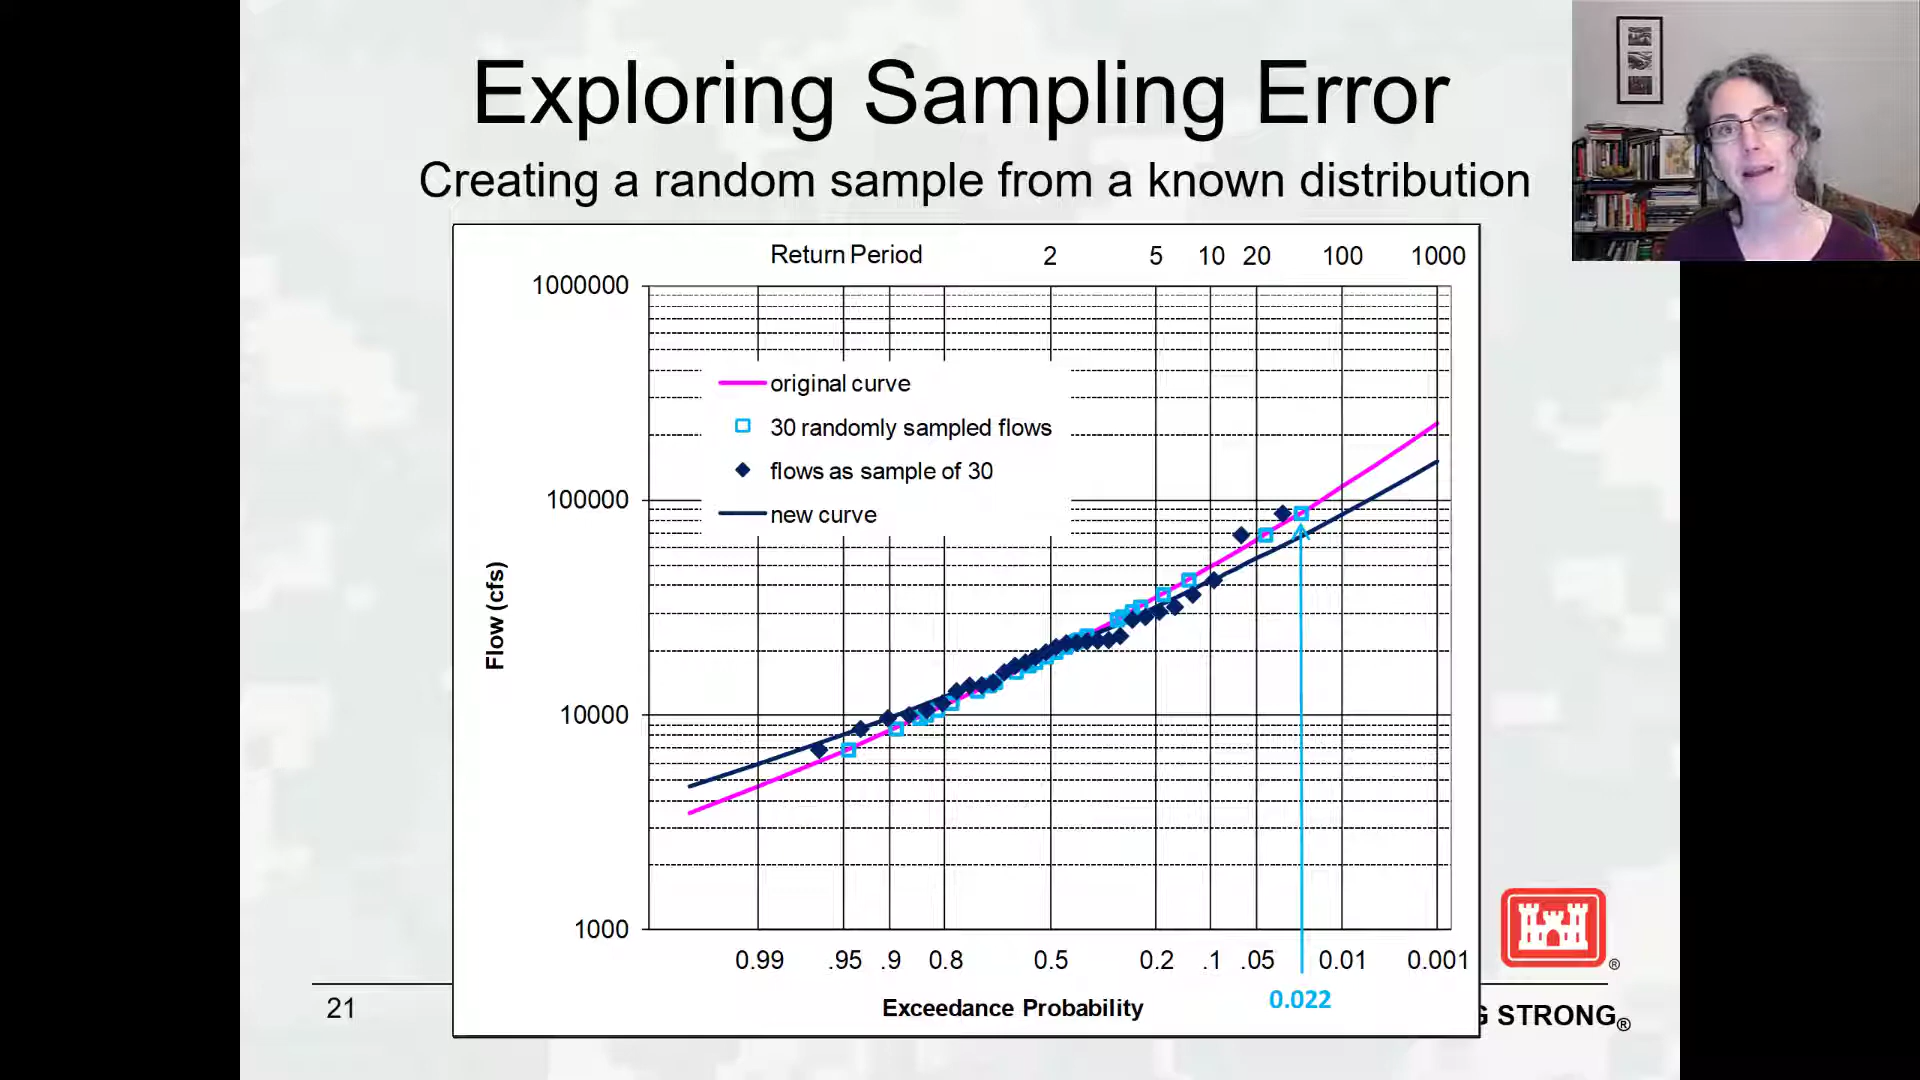 Exploring Sampling Error
Creating a random sample from a known distribution
Return Period 2 5 10 20 100 1000
1000000
original curve
30 randomly sampled flows
flows as sample of 30
new curve
100000
10000
1000
Flow (cfs)
0.99 .95 .9 0.8 0.5 0.2 .1 .05 0.01 0.001
0.022
Exceedance Probability
21
STRONG®
®